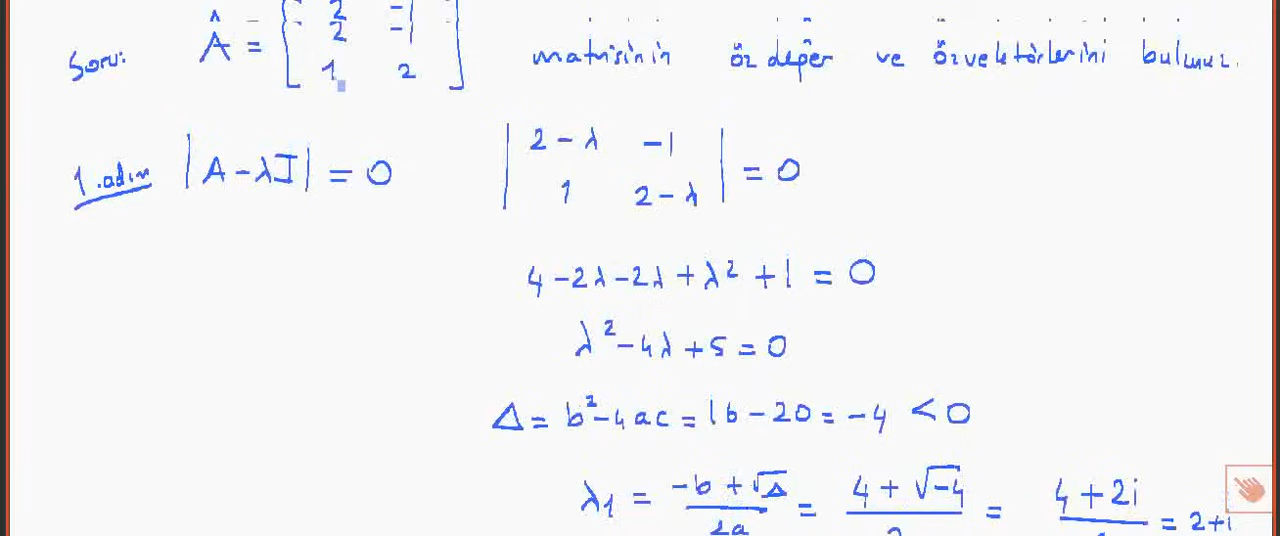 Soru: Â = [ 2 -1
1 2 ] matrisinin özdeğer ve özvektörlerini bulunuz.
1.adım |A - λI| = 0 | 2 - λ -1
1 2 - λ | = 0
4 - 2λ - 2λ + λ² + 1 = 0
λ² - 4λ + 5 = 0
Δ = b² - 4ac = 16 - 20 = -4 < 0
λ1 = (-b + √Δ)/2a = (4 + √-4)/2 = (4 + 2i)/ = 2+i